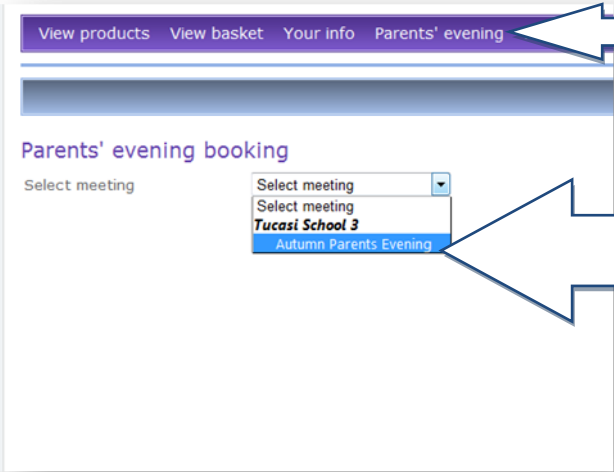 View products View basket Your info Parents' evening
Parents' evening booking
Select meeting Select meeting
Select meeting
Tucasi School 3
Autumn Parents Evening